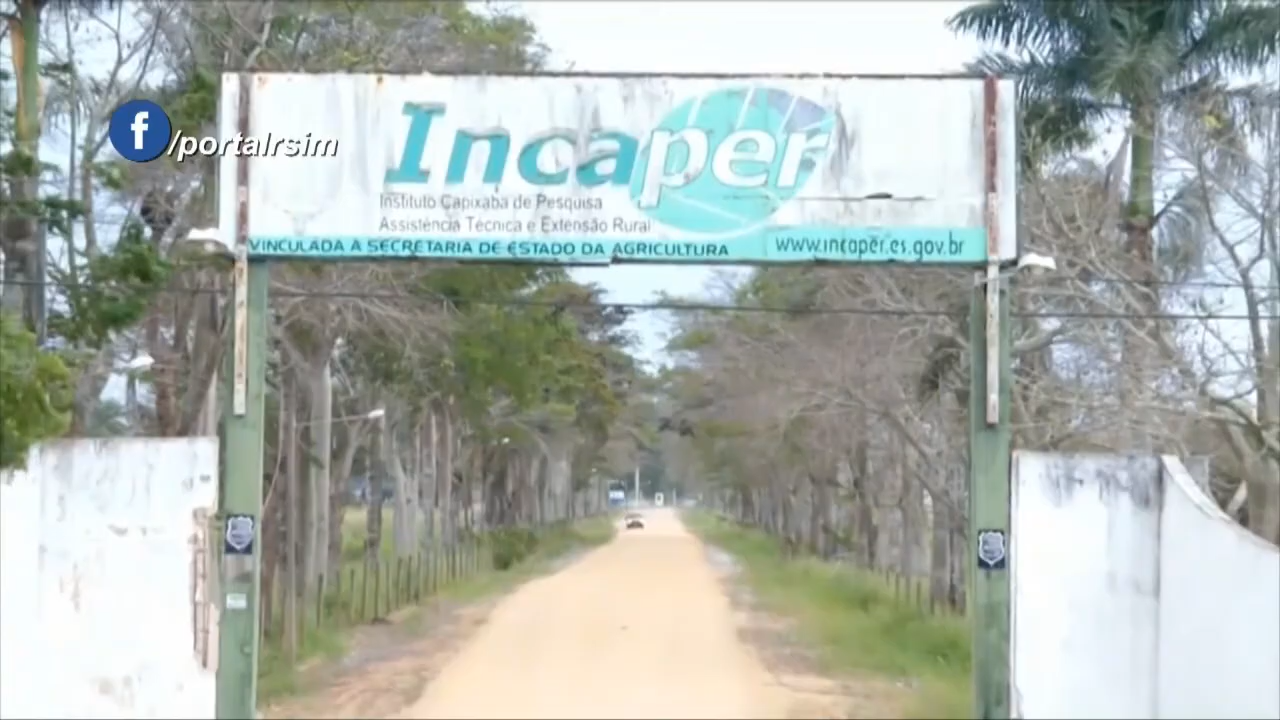 f/portalrsim
Incaper
Instituto Capixaba de Pesquisa
Assistência Técnica e Extensão Rural
VINCULADA À SECRETARIA DE ESTADO DA AGRICULTURA
www.incaper.es.gov.br